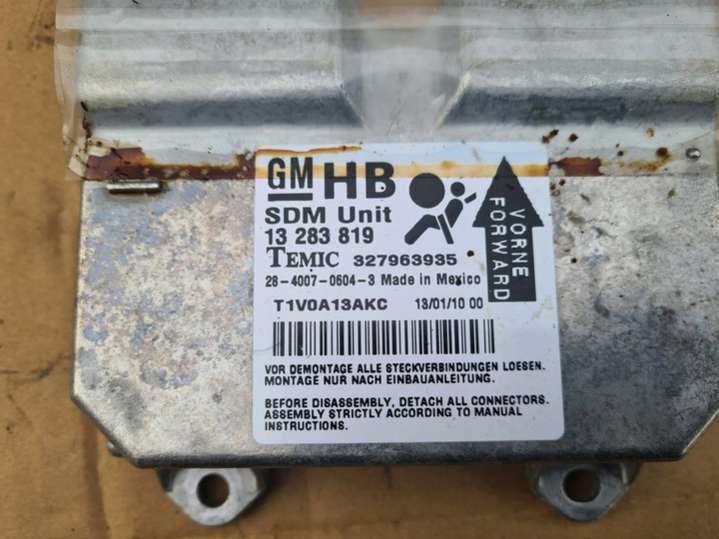 GM HB
SDM Unit
13 283 819
TEMIC 327963935
28-4007-0604-3 Made in Mexico
T1V0A13AKC 13/01/10 00
VORNE
FORWARD
VOR DEMONTAGE ALLE STECKVERBINDUNGEN LOESEN.
MONTAGE NUR NACH EINBAUANLEITUNG.
BEFORE DISASSEMBLY, DETACH ALL CONNECTORS.
ASSEMBLY STRICTLY ACCORDING TO MANUAL
INSTRUCTIONS.